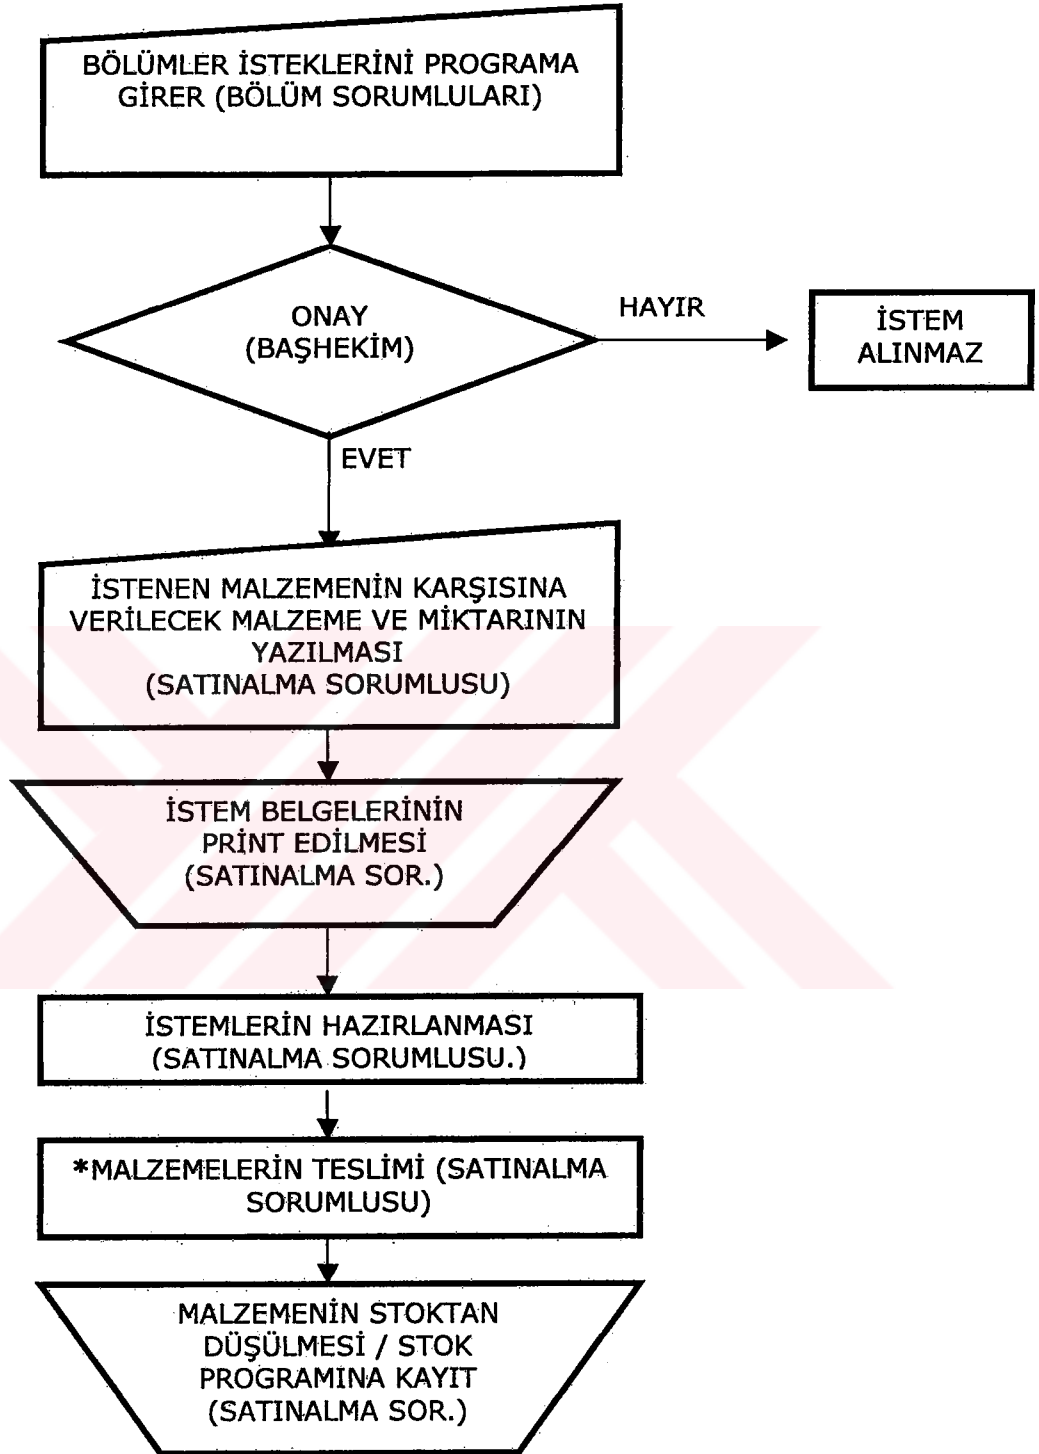 BÖLÜMLER İSTEKLERİNİ PROGRAMA
GİRER (BÖLÜM SORUMLULARI)
ONAY
(BAŞHEKİM)
HAYIR
İSTEM
ALINMAZ
EVET
İSTENEN MALZEMENİN KARŞISINA
VERİLECEK MALZEME VE MİKTARININ
YAZILMASI
(SATINALMA SORUMLUSU)
İSTEM BELGELERİNİN
PRİNT EDİLMESİ
(SATINALMA SOR.)
İSTEMLERİN HAZIRLANMASI
(SATINALMA SORUMLUSU.)
*MALZEMELERİN TESLİMİ (SATINALMA
SORUMLUSU)
MALZEMENİN STOKTAN
DÜŞÜLMESİ / STOK
PROGRAMINA KAYIT
(SATINALMA SOR.)